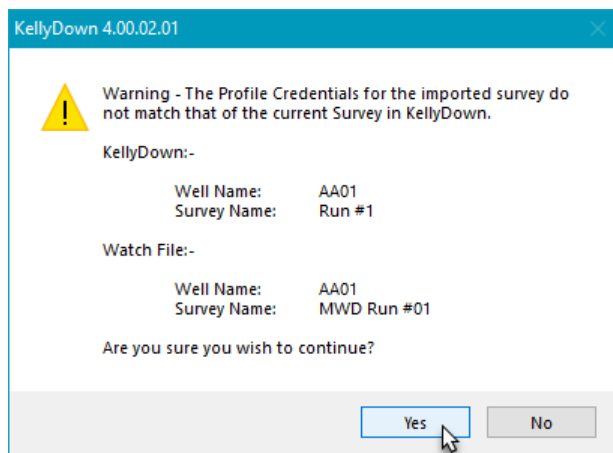 KellyDown 4.00.02.01
Warning - The Profile Credentials for the imported survey do
not match that of the current Survey in KellyDown.
KellyDown:-
Well Name: AA01
Survey Name: Run #1
Watch File:-
Well Name: AA01
Survey Name: MWD Run #01
Are you sure you wish to continue?
Yes No